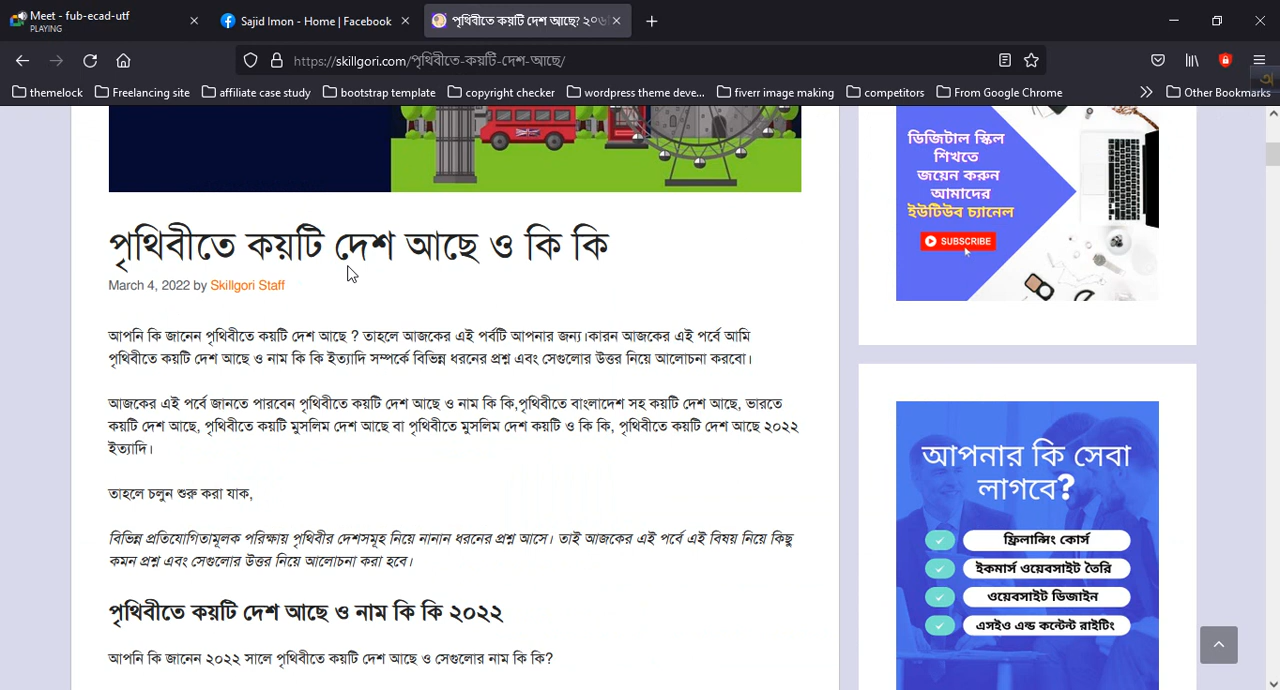 Meet - fub-ecad-utf
PLAYING
Sajid Imon - Home | Facebook
পৃথিবীতে কয়টি দেশ আছে? ২০২
https://skillgori.com/পৃথিবীতে-কয়টি-দেশ-আছে/
themelock
Freelancing site
affiliate case study
bootstrap template
copyright checker
wordpress theme deve...
fiverr image making
competitors
From Google Chrome
Other Bookmarks
পৃথিবীতে কয়টি দেশ আছে ও কি কি
March 4, 2022 by Skillgori Staff
আপনি কি জানেন পৃথিবীতে কয়টি দেশ আছে ? তাহলে আজকের এই পর্বটি আপনার জন্য।কারন আজকের এই পর্বে আমি
পৃথিবীতে কয়টি দেশ আছে ও নাম কি কি ইত্যাদি সম্পর্কে বিভিন্ন ধরনের প্রশ্ন এবং সেগুলোর উত্তর নিয়ে আলোচনা করবো।
আজকের এই পর্বে জানতে পারবেন পৃথিবীতে কয়টি দেশ আছে ও নাম কি কি,পৃথিবীতে বাংলাদেশ সহ কয়টি দেশ আছে, ভারতে
কয়টি দেশ আছে, পৃথিবীতে কয়টি মুসলিম দেশ আছে বা পৃথিবীতে মুসলিম দেশ কয়টি ও কি কি, পৃথিবীতে কয়টি দেশ আছে ২০২২
ইত্যাদি।
তাহলে চলুন শুরু করা যাক,
বিভিন্ন প্রতিযোগিতামূলক পরিক্ষায় পৃথিবীর দেশসমূহ নিয়ে নানান ধরনের প্রশ্ন আসে। তাই আজকের এই পর্বে এই বিষয় নিয়ে কিছু
কমন প্রশ্ন এবং সেগুলোর উত্তর নিয়ে আলোচনা করা হবে।
পৃথিবীতে কয়টি দেশ আছে ও নাম কি কি ২০২২
আপনি কি জানেন ২০২২ সালে পৃথিবীতে কয়টি দেশ আছে ও সেগুলোর নাম কি কি?
ডিজিটাল স্কিল
শিখতে
জয়েন করুন
আমাদের
ইউটিউব চ্যানেল
SUBSCRIBE
আপনার কি সেবা
লাগবে?
ফ্রিলান্সিং কোর্স
ইকমার্স ওয়েবসাইট তৈরি
ওয়েবসাইট ডিজাইন
এসইও এন্ড কন্টেন্ট রাইটিং